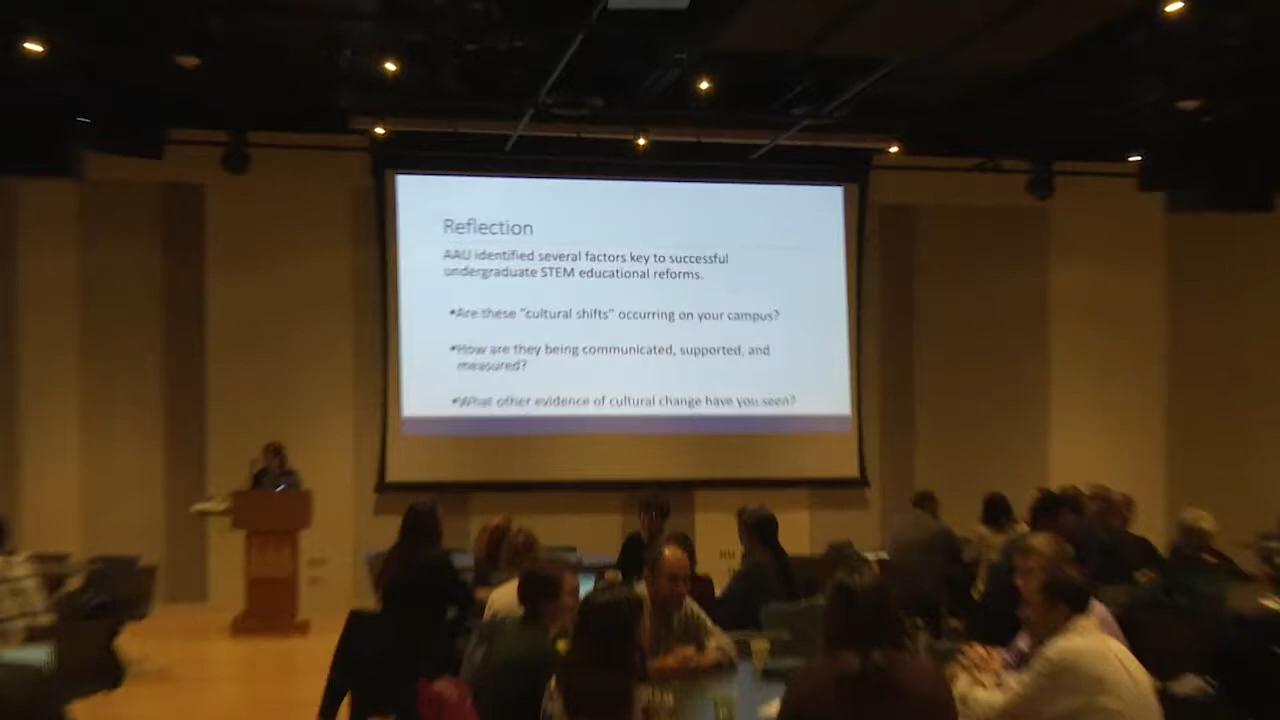 Reflection
AAU identified several factors key to successful
undergraduate STEM educational reforms.
•Are these "cultural shifts" occurring on your campus?
•How are they being communicated, supported, and
measured?
•What other evidence of cultural change have you seen?